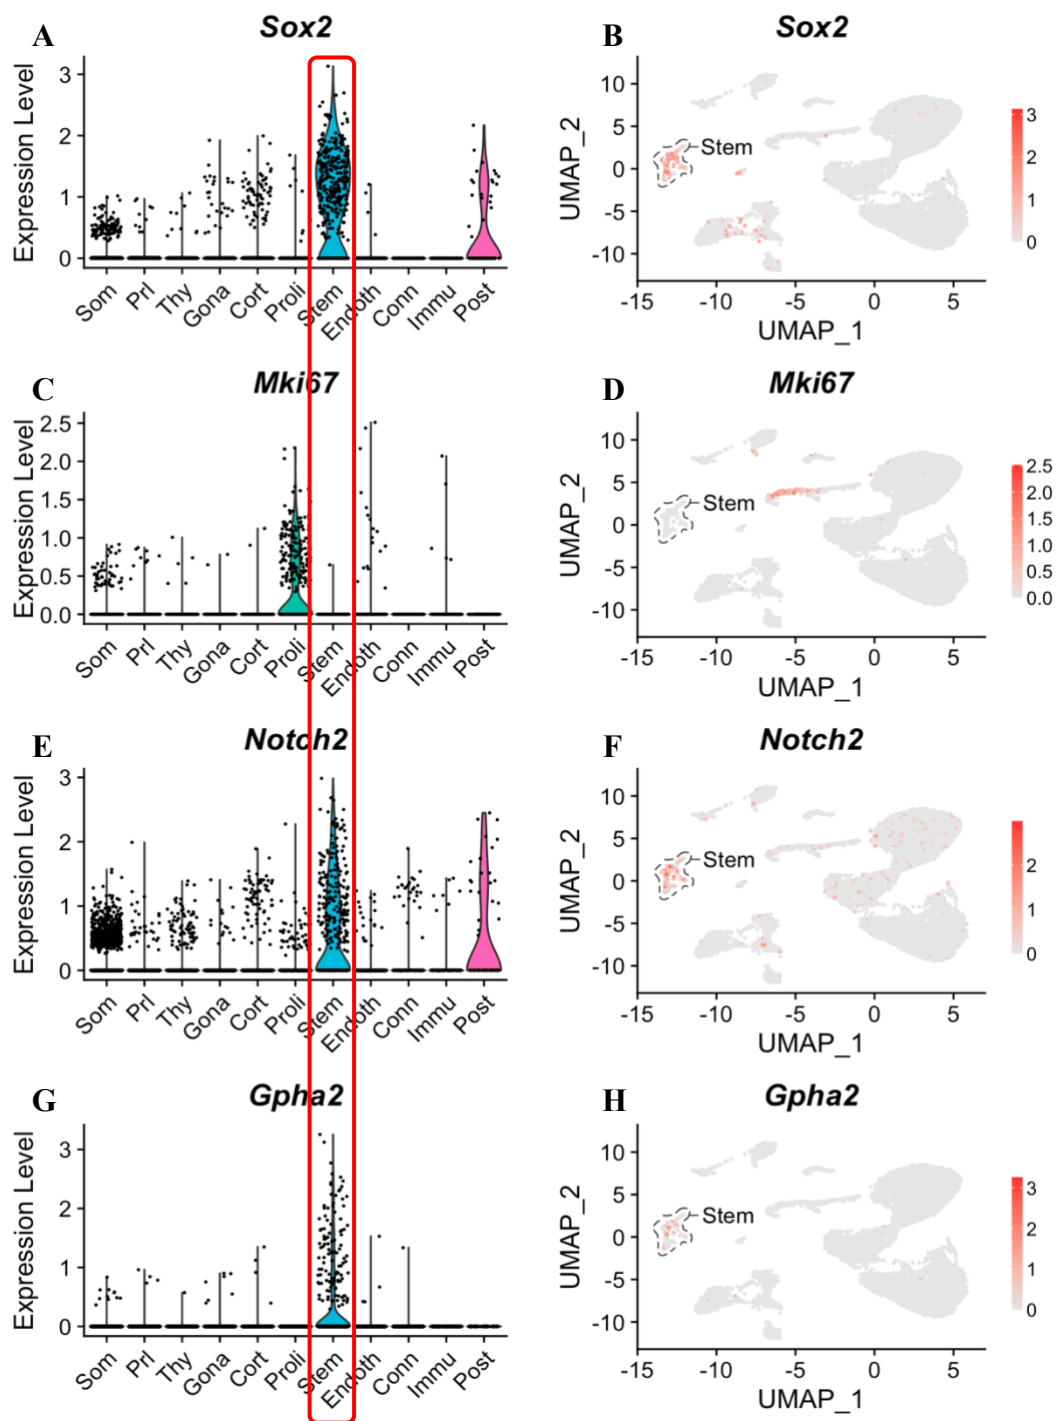 A
Sox2
Expression Level
3
2
1
0
Som
Prl
Thy
Gona
Cort
Proli
Stem
Endoth
Conn
Immu
Post
B
Sox2
UMAP_2
10
5
0
-5
-10
Stem
3
2
1
0
-15
-10
-5
0
5
UMAP_1
C
Mki67
Expression Level
2.5
2.0
1.5
1.0
0.5
0.0
Som
Prl
Thy
Gona
Cort
Proli
Stem
Endoth
Conn
Immu
Post
D
Mki67
UMAP_2
10
5
0
-5
-10
Stem
2.5
2.0
1.5
1.0
0.5
0.0
-15
-10
-5
0
5
UMAP_1
E
Notch2
Expression Level
3
2
1
0
Som
Prl
Thy
Gona
Cort
Proli
Stem
Endoth
Conn
Immu
Post
F
Notch2
UMAP_2
10
5
0
-5
-10
Stem
2
1
0
-15
-10
-5
0
5
UMAP_1
G
Gpha2
Expression Level
3
2
1
0
Som
Prl
Thy
Gona
Cort
Proli
Stem
Endoth
Conn
Immu
Post
H
Gpha2
UMAP_2
10
5
0
-5
-10
Stem
3
2
1
0
-15
-10
-5
0
5
UMAP_1